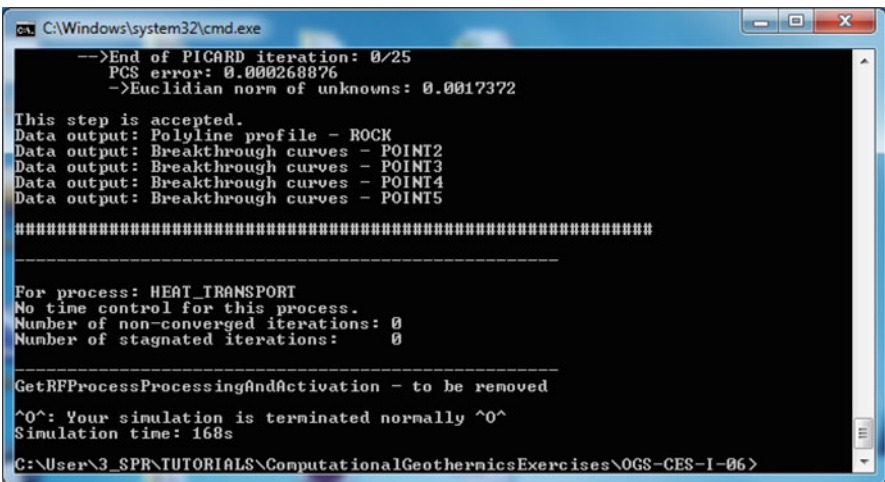 C:\Windows\system32\cmd.exe
-->End of PICARD iteration: 0/25
PCS error: 0.000268876
->Euclidian norm of unknowns: 0.0017372
This step is accepted.
Data output: Polyline profile - ROCK
Data output: Breakthrough curves - POINT2
Data output: Breakthrough curves - POINT3
Data output: Breakthrough curves - POINT4
Data output: Breakthrough curves - POINT5
#############################################################
----------------------------------------------------
For process: HEAT_TRANSPORT
No time control for this process.
Number of non-converged iterations: 0
Number of stagnated iterations: 0
----------------------------------------------------
GetRFProcessProcessingAndActivation - to be removed
^O^: Your simulation is terminated normally ^O^
Simulation time: 168s
C:\User\3_SPR\TUTORIALS\ComputationalGeothermicsExercises\OGS-CES-I-06>